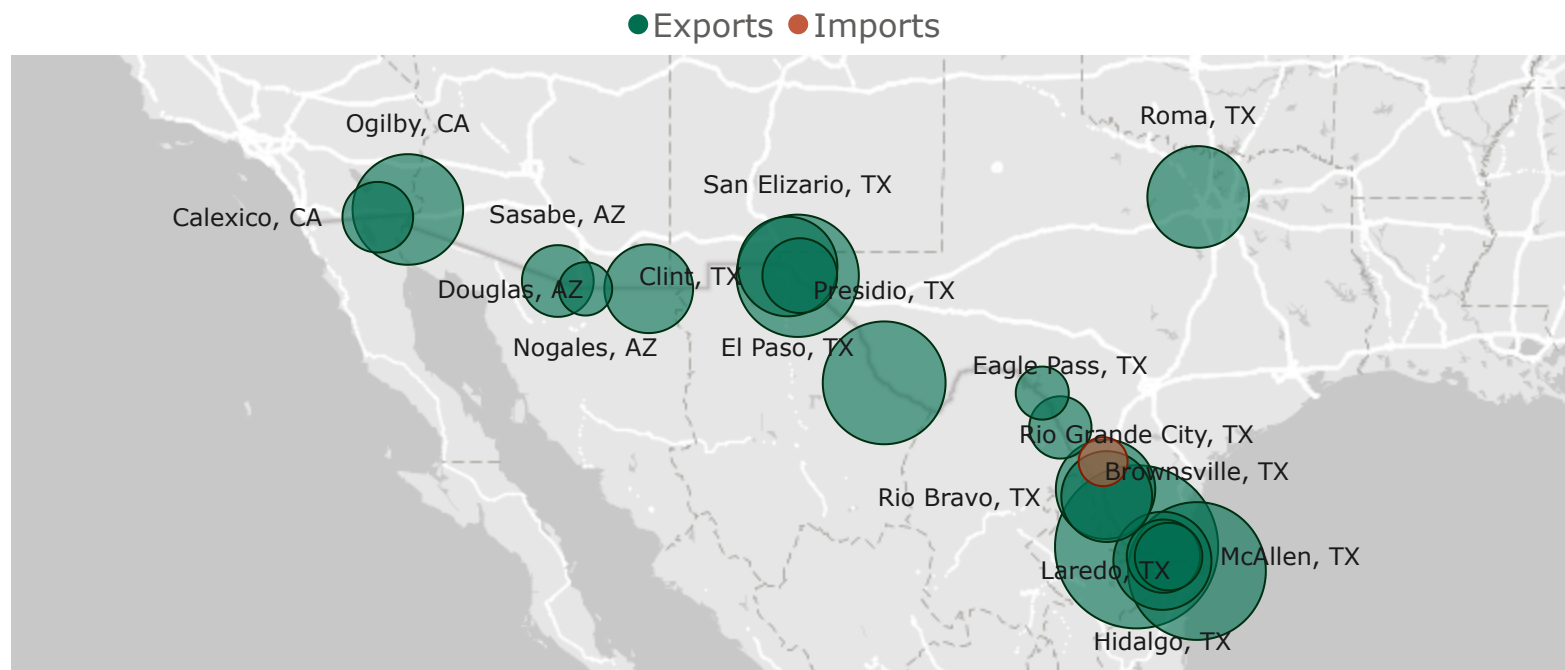 Exports Imports
Ogilby, CA
Roma, TX
San Elizario, TX
Calexico, CA
Sasabe, AZ
Clint, TX
Douglas, AZ
Presidio, TX
Nogales, AZ
El Paso, TX
Eagle Pass, TX
Rio Grande City, TX
Brownsville, TX
Rio Bravo, TX
McAllen, TX
Laredo, TX
Hidalgo, TX